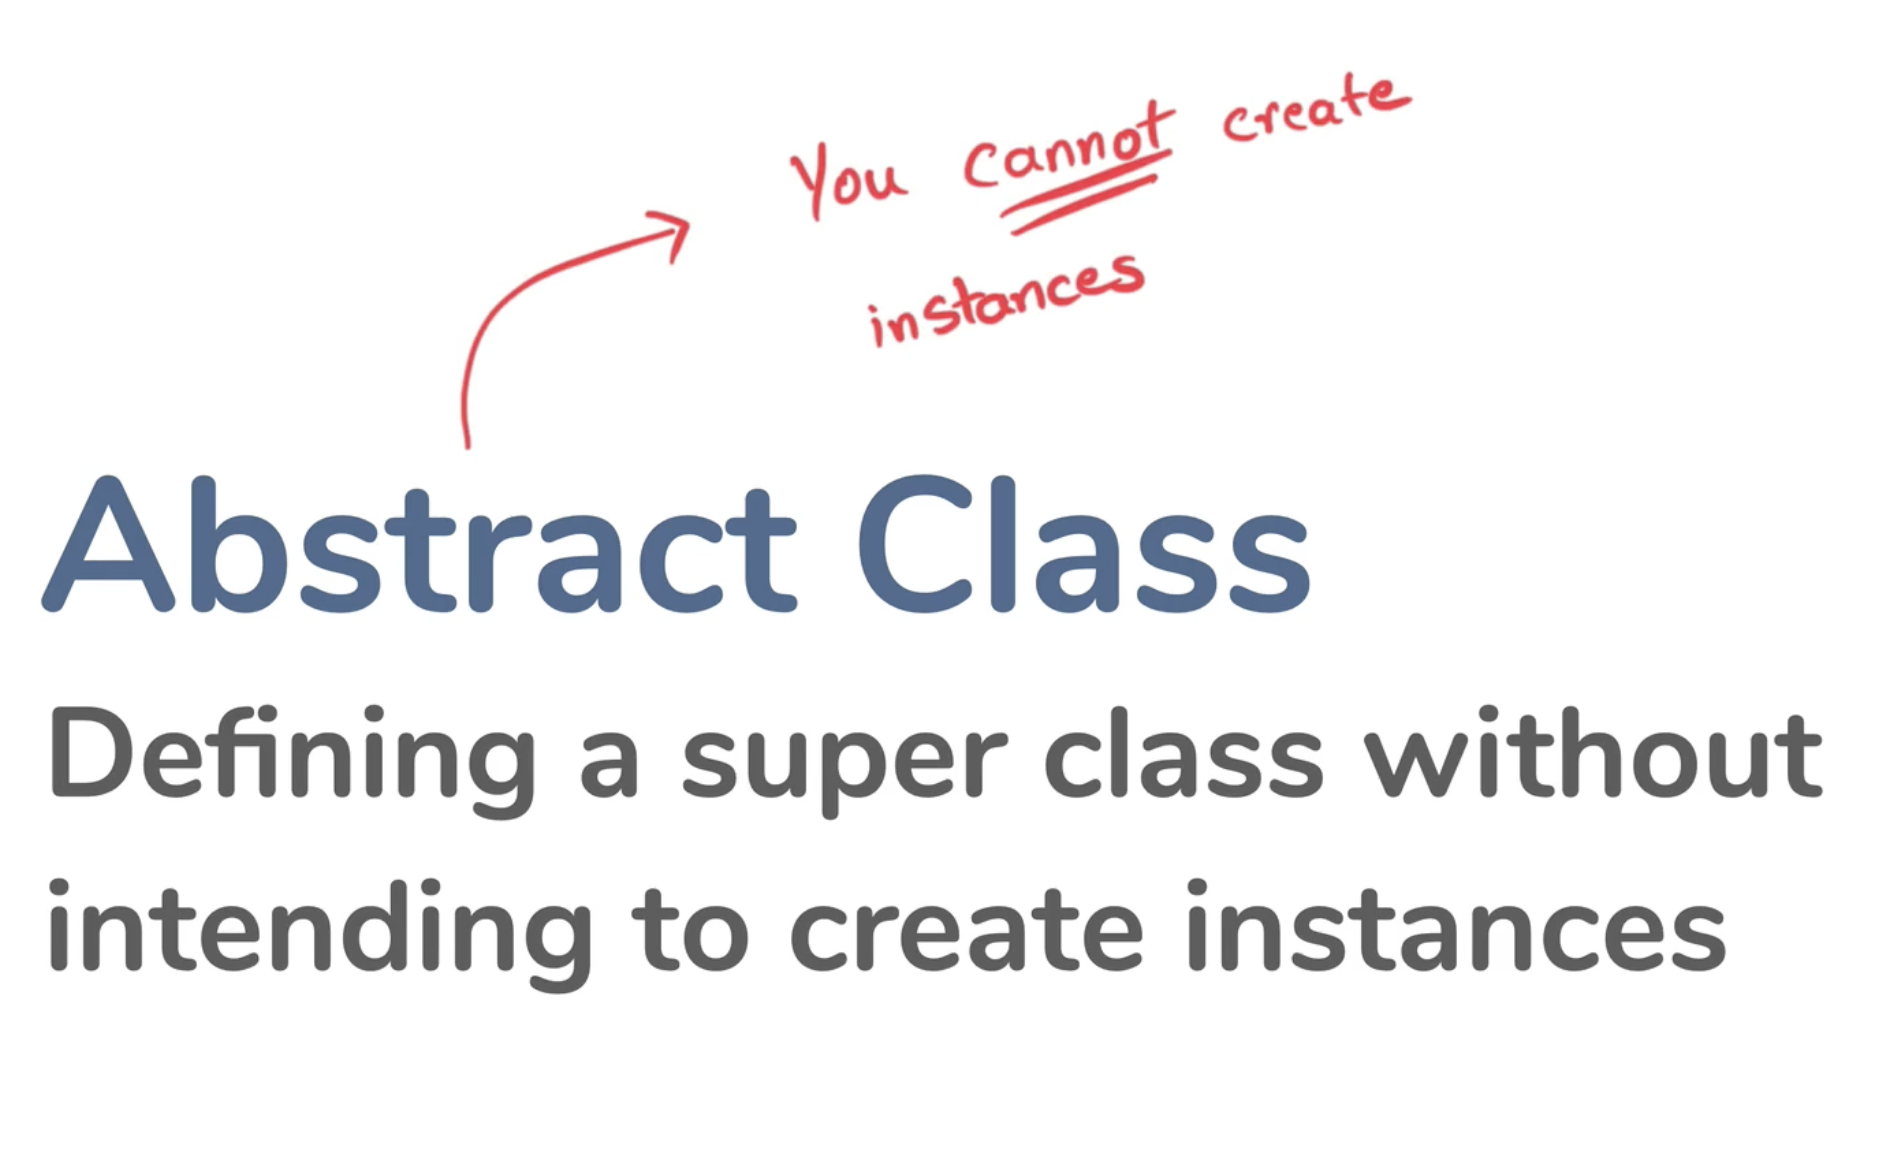 You cannot create
instances
Abstract Class
Defining a super class without
intending to create instances